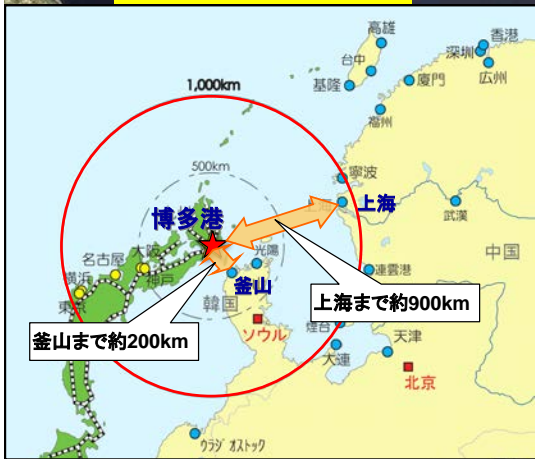 高雄
香港
深圳
台中
広州
基隆
厦門
1,000km
福州
500km
寧波
博多港
上海
武漢
名古屋
大阪
光陽
中国
横浜
神戸
連雲港
釜山
東京
韓国
上海まで約900km
釜山まで約200km
ソウル
煙台
天津
大連
北京
ウラジオストック